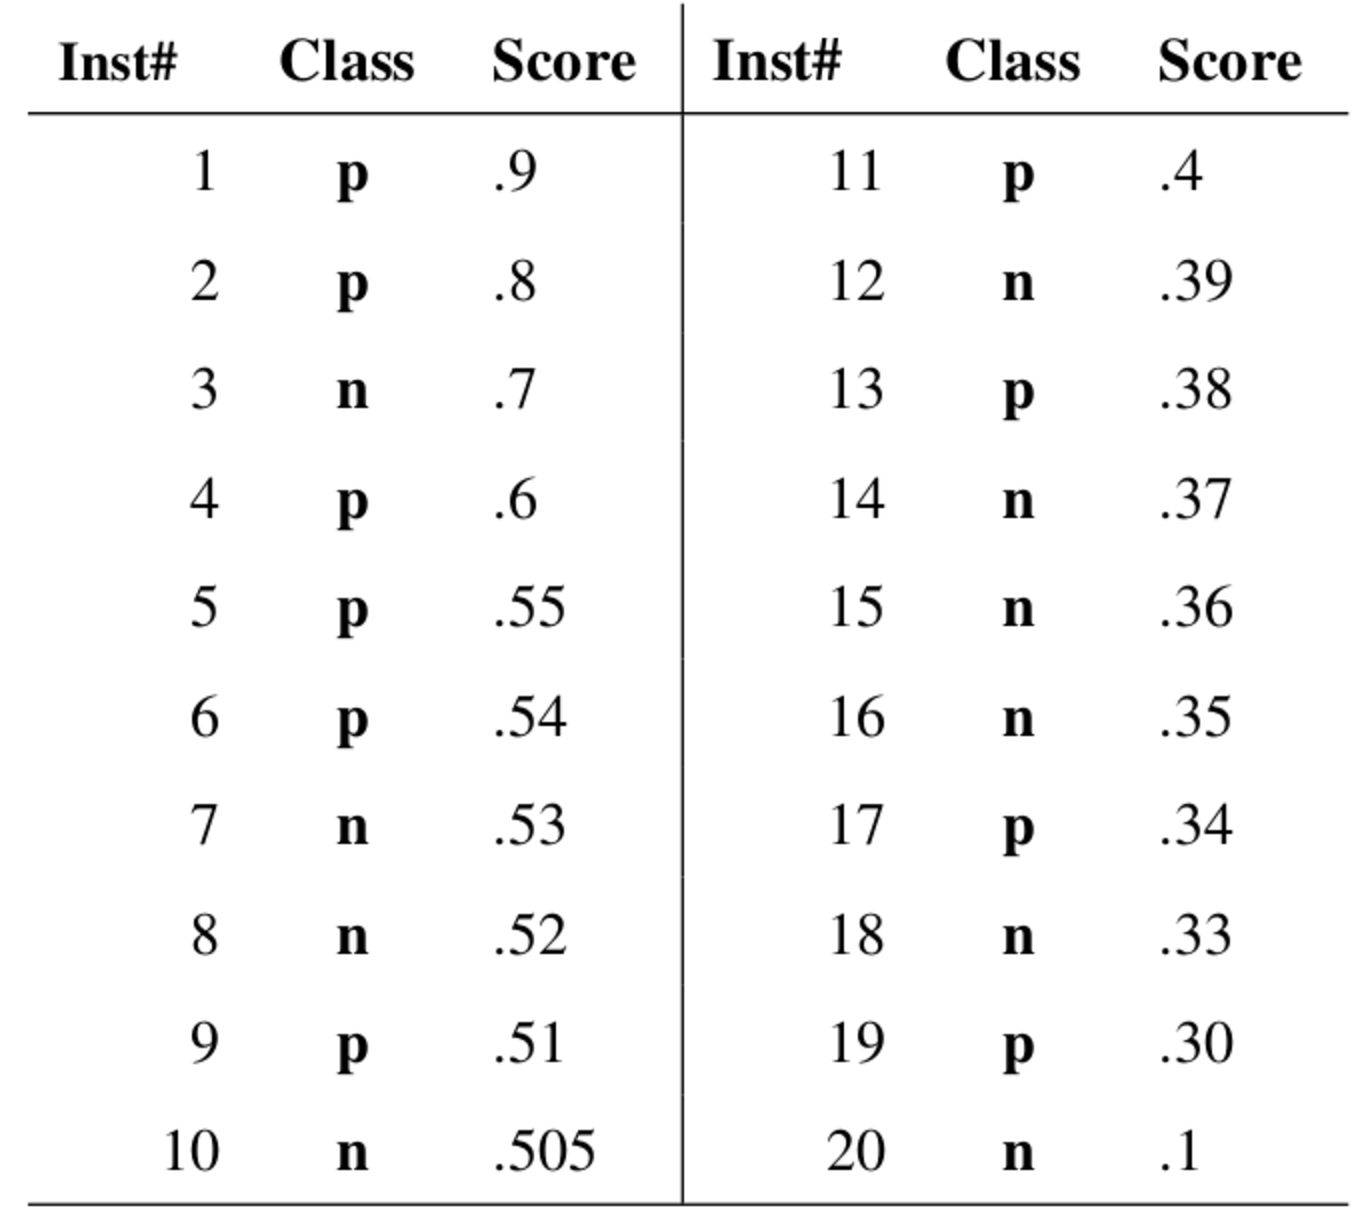 Inst# Class Score Inst# Class Score
1 p .9 11 p .4
2 p .8 12 n .39
3 n .7 13 p .38
4 p .6 14 n .37
5 p .55 15 n .36
6 p .54 16 n .35
7 n .53 17 p .34
8 n .52 18 n .33
9 p .51 19 p .30
10 n .505 20 n .1